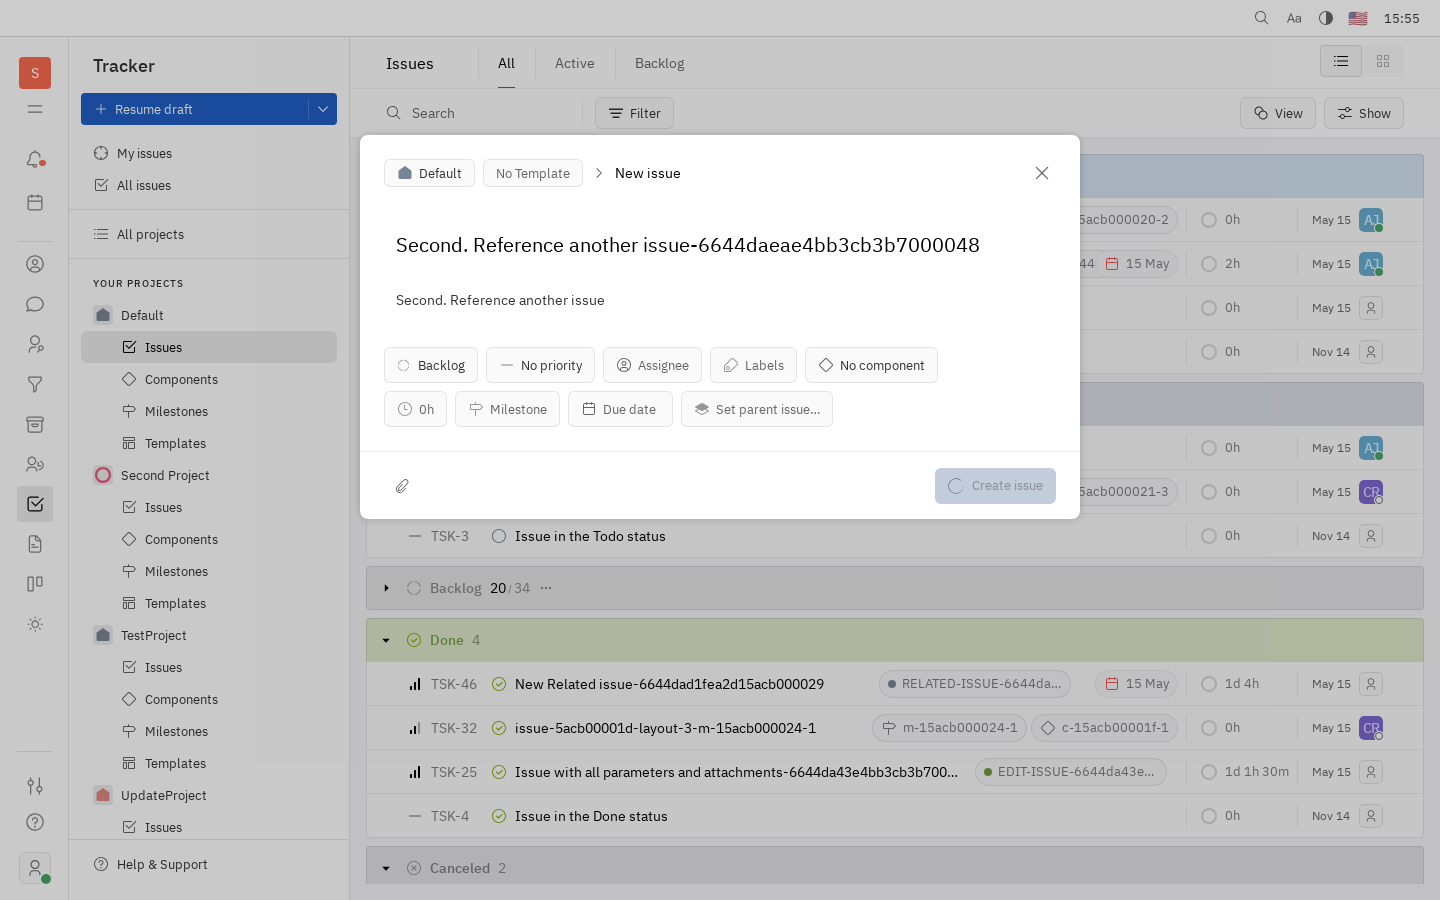 Aa 15:55
S
Tracker
Resume draft
My issues
All issues
All projects
YOUR PROJECTS
Default
Issues
Components
Milestones
Templates
Second Project
Issues
Components
Milestones
Templates
TestProject
Issues
Components
Milestones
Templates
UpdateProject
Issues
Help & Support
Issues All Active Backlog
Search Filter View Show
Default No Template New issue
Second. Reference another issue-6644daeae4bb3cb3b7000048
Second. Reference another issue
Backlog No priority Assignee Labels No component
0h Milestone Due date Set parent issue...
Create issue
5acb000020-2 0h May 15 AJ
44 15 May 2h May 15 AJ
0h May 15
0h Nov 14
0h May 15 AJ
5acb000021-3 0h May 15 CR
TSK-3 Issue in the Todo status 0h Nov 14
Backlog 20/34 ...
Done 4
TSK-46 New Related issue-6644dad1fea2d15acb000029 RELATED-ISSUE-6644da... 15 May 1d 4h May 15
TSK-32 issue-5acb00001d-layout-3-m-15acb000024-1 m-15acb000024-1 c-15acb00001f-1 0h May 15 CR
TSK-25 Issue with all parameters and attachments-6644da43e4bb3cb3b700... EDIT-ISSUE-6644da43e... 1d 1h 30m May 15
TSK-4 Issue in the Done status 0h Nov 14
Canceled 2